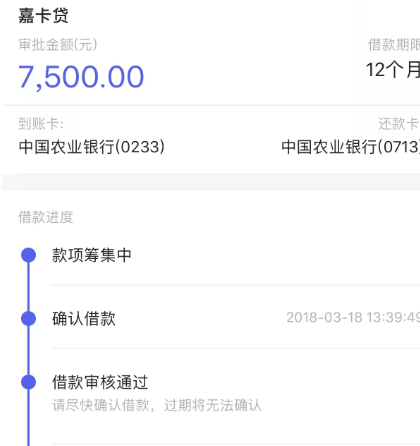 嘉卡贷
审批金额(元) 借款期限
7,500.00 12个月
到账卡: 还款卡
中国农业银行(0233) 中国农业银行(0713)
借款进度
款项筹集中
确认借款 2018-03-18 13:39:49
借款审核通过
请尽快确认借款，过期将无法确认